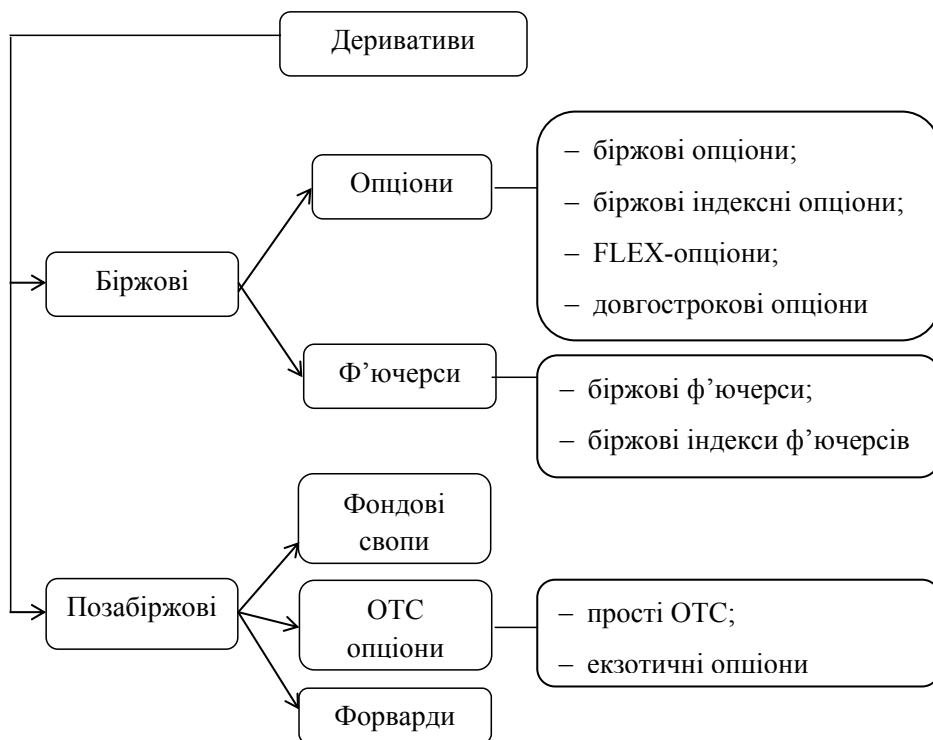 Деривативи
Опціони
– біржові опціони;
– біржові індексні опціони;
– FLEX-опціони;
– довгострокові опціони
Біржові
Ф’ючерси
– біржові ф’ючерси;
– біржові індекси ф’ючерсів
Фондові
свопи
Позабіржові
ОТС
опціони
– прості ОТС;
– екзотичні опшіони
Форварди